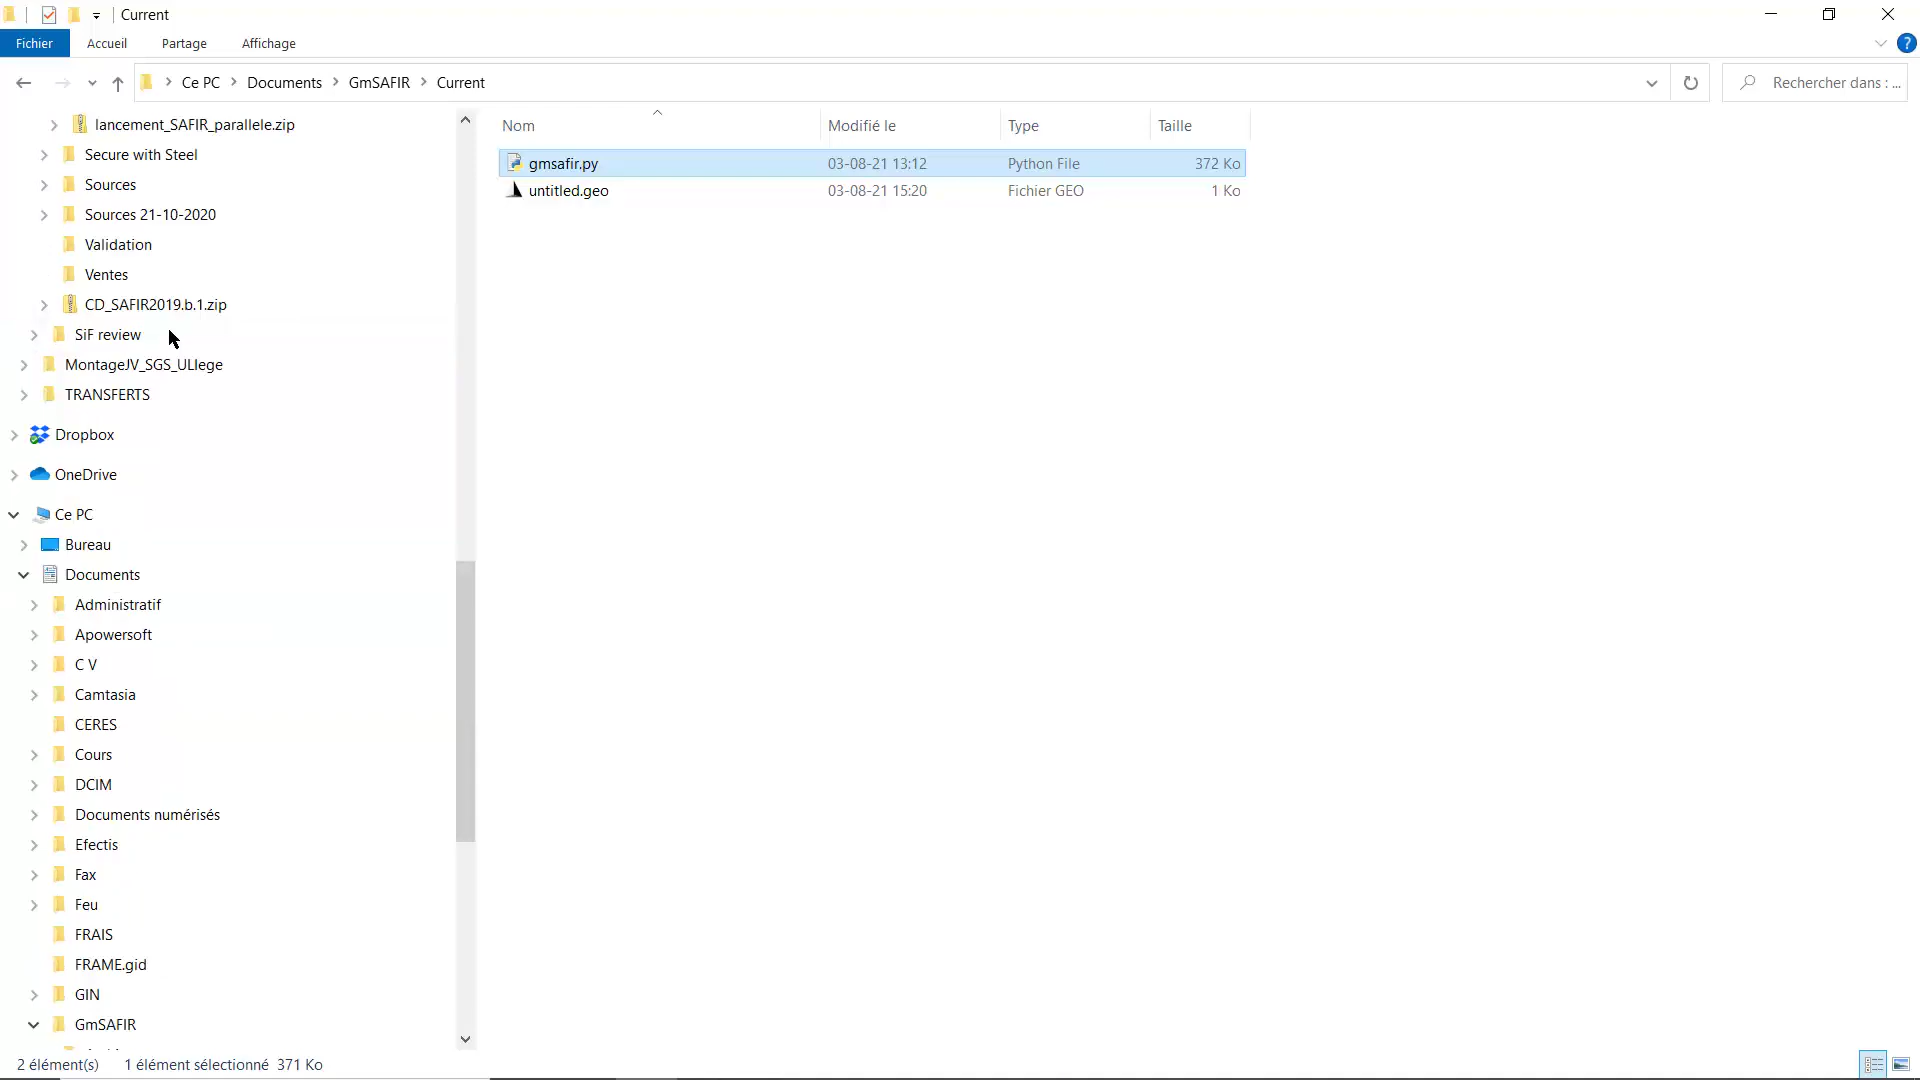 Current
Fichier
Accueil
Partage
Affichage
Ce PC
Documents
GmSAFIR
Current
Rechercher dans : ...
lancement_SAFIR_parallele.zip
Secure with Steel
Sources
Sources 21-10-2020
Validation
Ventes
CD_SAFIR2019.b.1.zip
SiF review
MontageJV_SGS_ULIege
TRANSFERTS
Dropbox
OneDrive
Ce PC
Bureau
Documents
Administratif
Apowersoft
C V
Camtasia
CERES
Cours
DCIM
Documents numérisés
Efectis
Fax
Feu
FRAIS
FRAME.gid
GIN
GmSAFIR
Nom
Modifié le
Type
Taille
gmsafir.py
03-08-21 13:12
Python File
372 Ko
untitled.geo
03-08-21 15:20
Fichier GEO
1 Ko
2 élément(s)
1 élément sélectionné 371 Ko